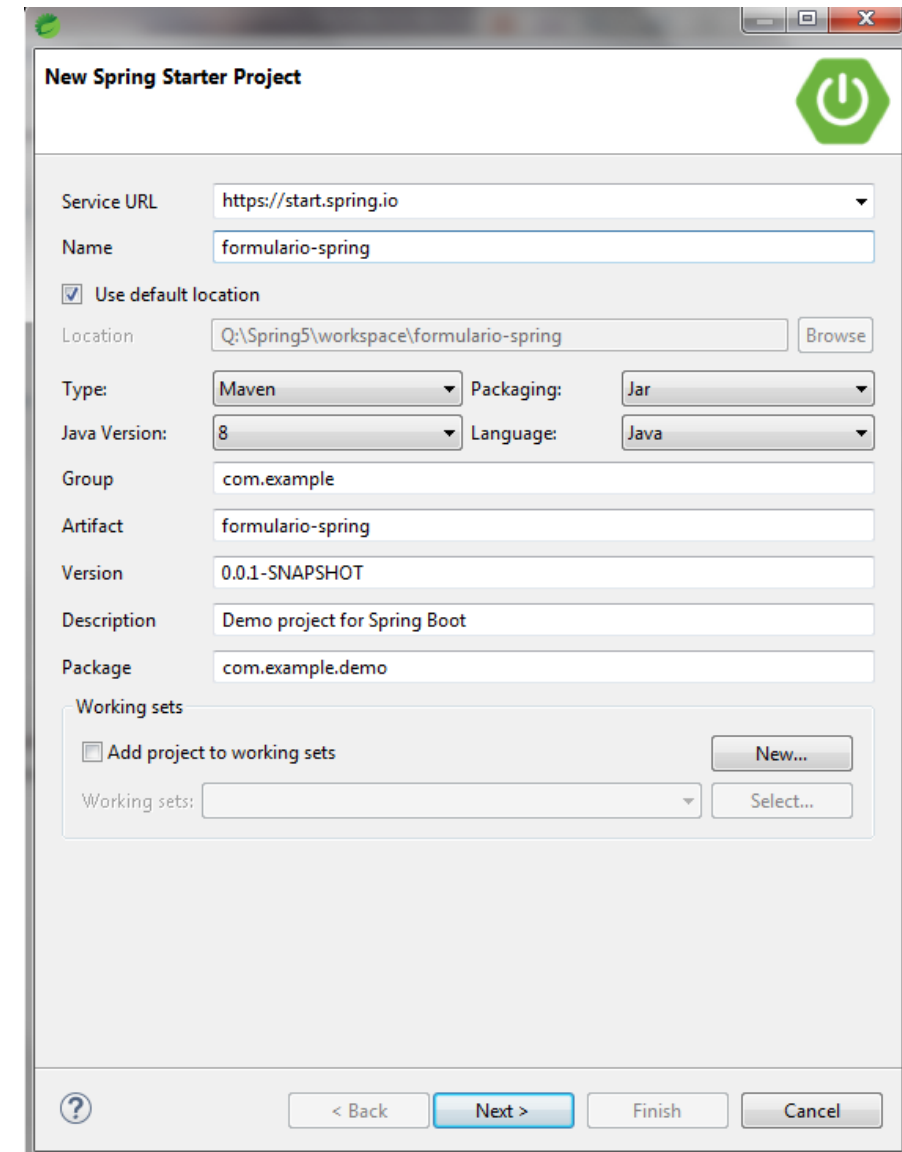 New Spring Starter Project
Service URL https://start.spring.io
Name formulario-spring
Use default location
Location Q:\Spring5\workspace\formulario-spring Browse
Type: Maven Packaging: Jar
Java Version: 8 Language: Java
Group com.example
Artifact formulario-spring
Version 0.0.1-SNAPSHOT
Description Demo project for Spring Boot
Package com.example.demo
Working sets
Add project to working sets New...
Working sets: Select...
? < Back Next > Finish Cancel